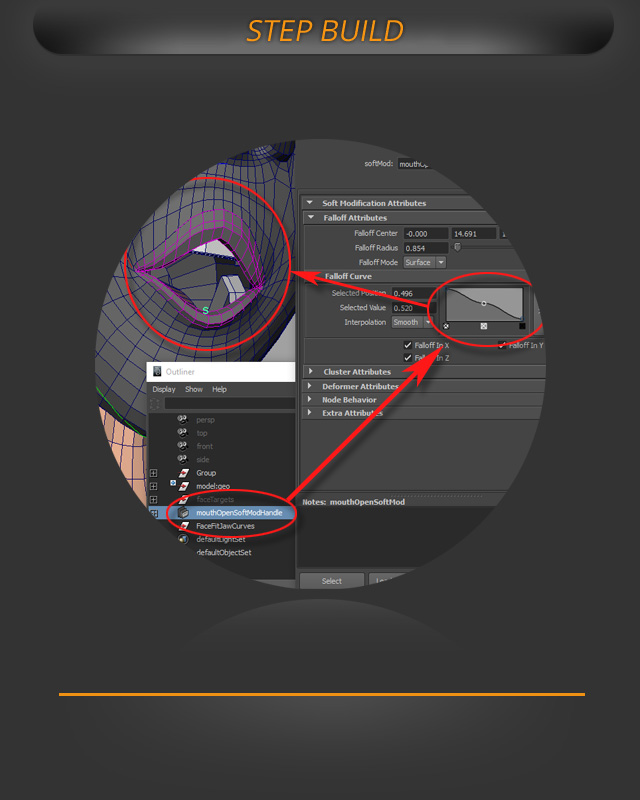 STEP BUILD
softMod:
Soft Modification Attributes
Falloff Attributes
Falloff Center -0.000 14.691
Falloff Radius 0.854
Falloff Mode Surface
Falloff Curve
Selected Position 0.496
Selected Value 0.520
Interpolation Smooth
Falloff In X Falloff In Y
Falloff In Z
Cluster Attributes
Deformer Attributes
Node Behavior
Extra Attributes
S
Outliner
Display Show Help
persp
top
front
side
Group
model:geo
faceTargets
mouthOpenSoftModHandle
FaceFitJawCurves
defaultLightSet
defaultObjectSet
Notes: mouthOpenSoftMod
Select